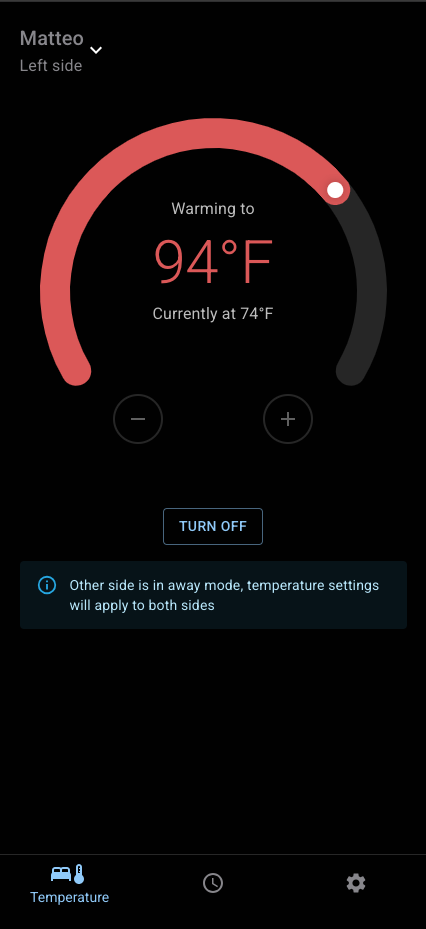 Matteo
Left side
Warming to
94°F
Currently at 74°F
TURN OFF
Other side is in away mode, temperature settings
will apply to both sides
Temperature